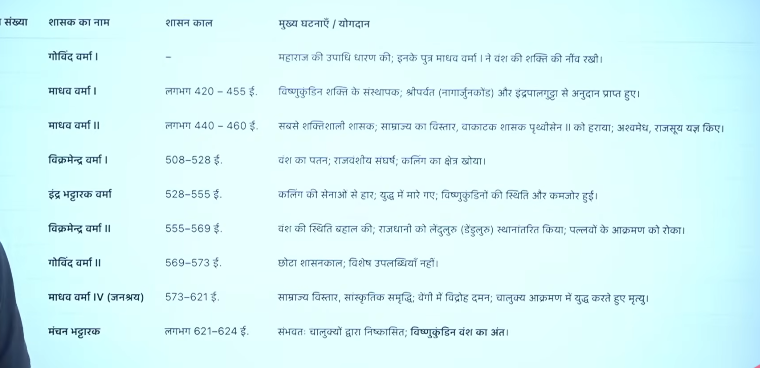 संख्या शासक का नाम शासन काल मुख्य घटनाएँ / योगदान
गोविंद वर्मा I – महाराज की उपाधि धारण की; इनके पुत्र माधव वर्मा I ने वंश की शक्ति की नींव रखी।
माधव वर्मा I लगभग 420 – 455 ई. विष्णुकुंडिन शक्ति के संस्थापक; श्रीपर्वत (नागार्जुनकोंड) और इंद्रपालगुट्टा से अनुदान प्राप्त हुए।
माधव वर्मा II लगभग 440 – 460 ई. सबसे शक्तिशाली शासक; साम्राज्य का विस्तार, वाकाटक शासक पृथ्वीसेन II को हराया; अश्वमेध, राजसूय यज्ञ किए।
विक्रमेन्द्र वर्मा I 508–528 ई. वंश का पतन; राजवंशीय संघर्ष; कलिंग का क्षेत्र खोया।
इंद्र भट्टारक वर्मा 528–555 ई. कलिंग की सेनाओं से हार; युद्ध में मारे गए; विष्णुकुंडिनों की स्थिति और कमजोर हुई।
विक्रमेन्द्र वर्मा II 555–569 ई. वंश की स्थिति बहाल की; राजधानी को लेंदुलुरु (डेंडुलुरु) स्थानांतरित किया; पल्लवों के आक्रमण को रोका।
गोविंद वर्मा II 569–573 ई. छोटा शासनकाल; विशेष उपलब्धियाँ नहीं।
माधव वर्मा IV (जनश्रय) 573–621 ई. साम्राज्य विस्तार, सांस्कृतिक समृद्धि; वेंगी में विद्रोह दमन; चालुक्य आक्रमण में युद्ध करते हुए मृत्यु।
मंचन भट्टारक लगभग 621–624 ई. संभवतः चालुक्यों द्वारा निष्कासित; विष्णुकुंडिन वंश का अंत।